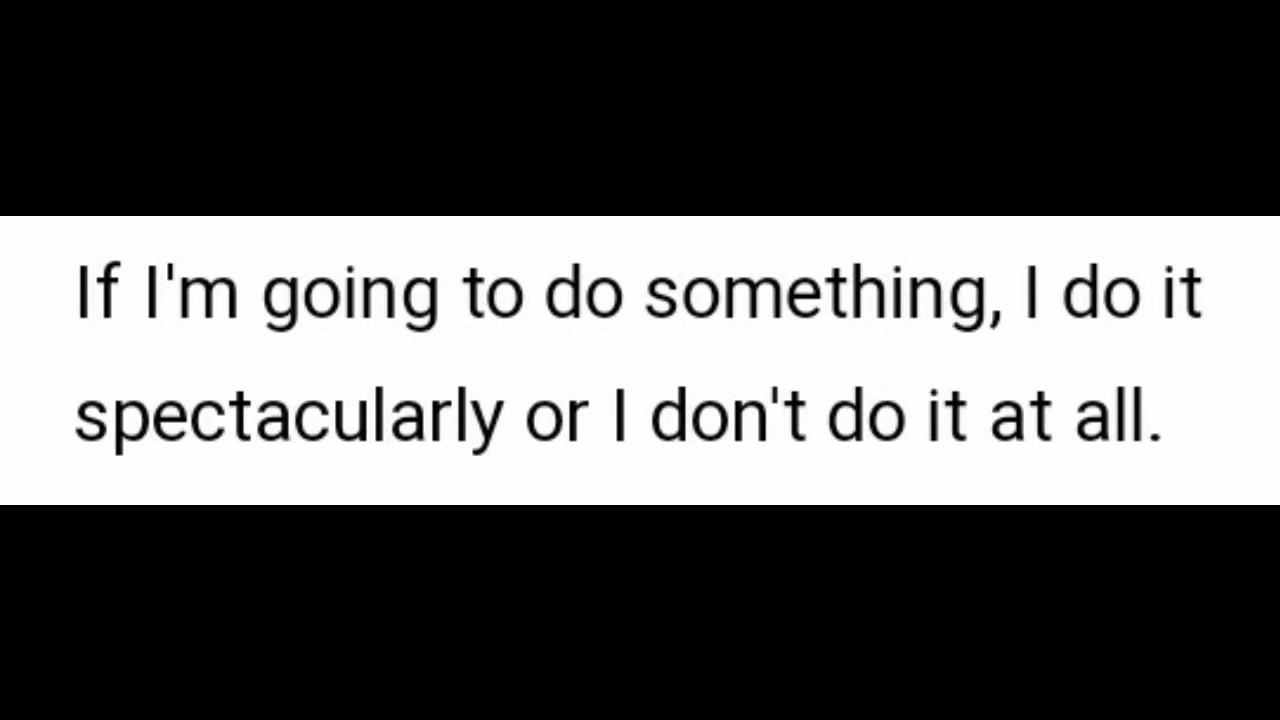 If I'm going to do something, I do it
spectacularly or I don't do it at all.